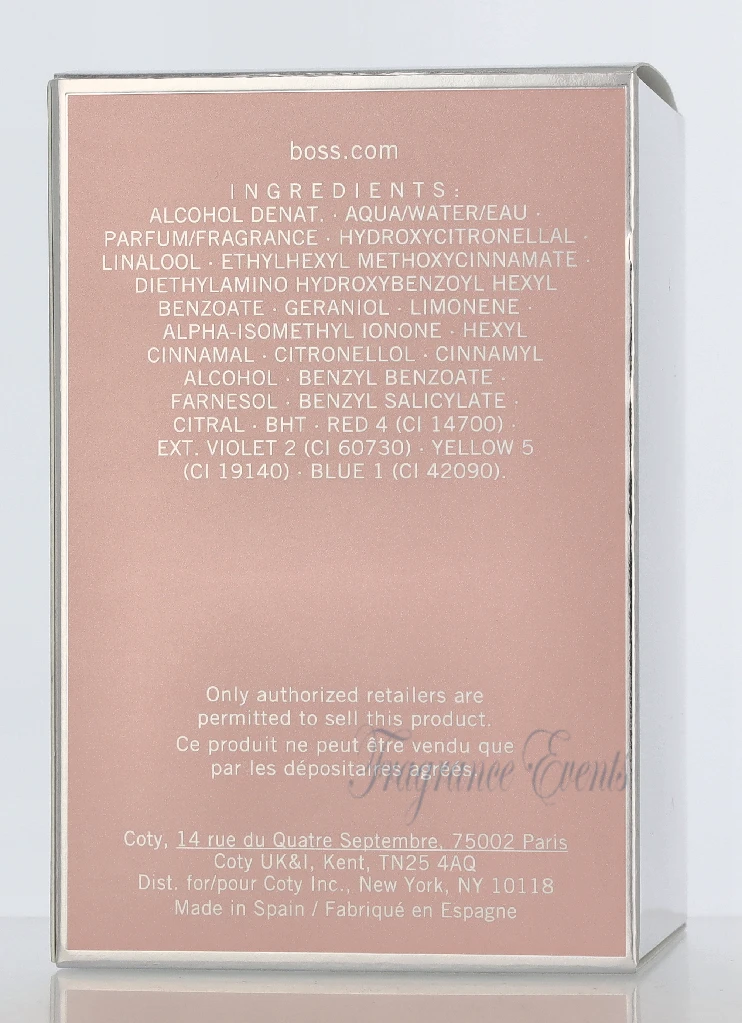 boss.com
INGREDIENTS:
ALCOHOL DENAT. · AQUA/WATER/EAU ·
PARFUM/FRAGRANCE · HYDROXYCITRONELLAL ·
LINALOOL · ETHYLHEXYL METHOXYCINNAMATE ·
DIETHYLAMINO HYDROXYBENZOYL HEXYL
BENZOATE · GERANIOL · LIMONENE ·
ALPHA-ISOMETHYL IONONE · HEXYL
CINNAMAL · CITRONELLOL · CINNAMYL
ALCOHOL · BENZYL BENZOATE ·
FARNESOL · BENZYL SALICYLATE ·
CITRAL · BHT · RED 4 (CI 14700) ·
EXT. VIOLET 2 (CI 60730) · YELLOW 5
(CI 19140) · BLUE 1 (CI 42090).
Only authorized retailers are
permitted to sell this product.
Ce produit ne peut être vendu que
par les dépositaires agréés.
Fragrance Events
Coty, 14 rue du Quatre Septembre, 75002 Paris
Coty UK&I, Kent, TN25 4AQ
Dist. for/pour Coty Inc., New York, NY 10118
Made in Spain / Fabriqué en Espagne